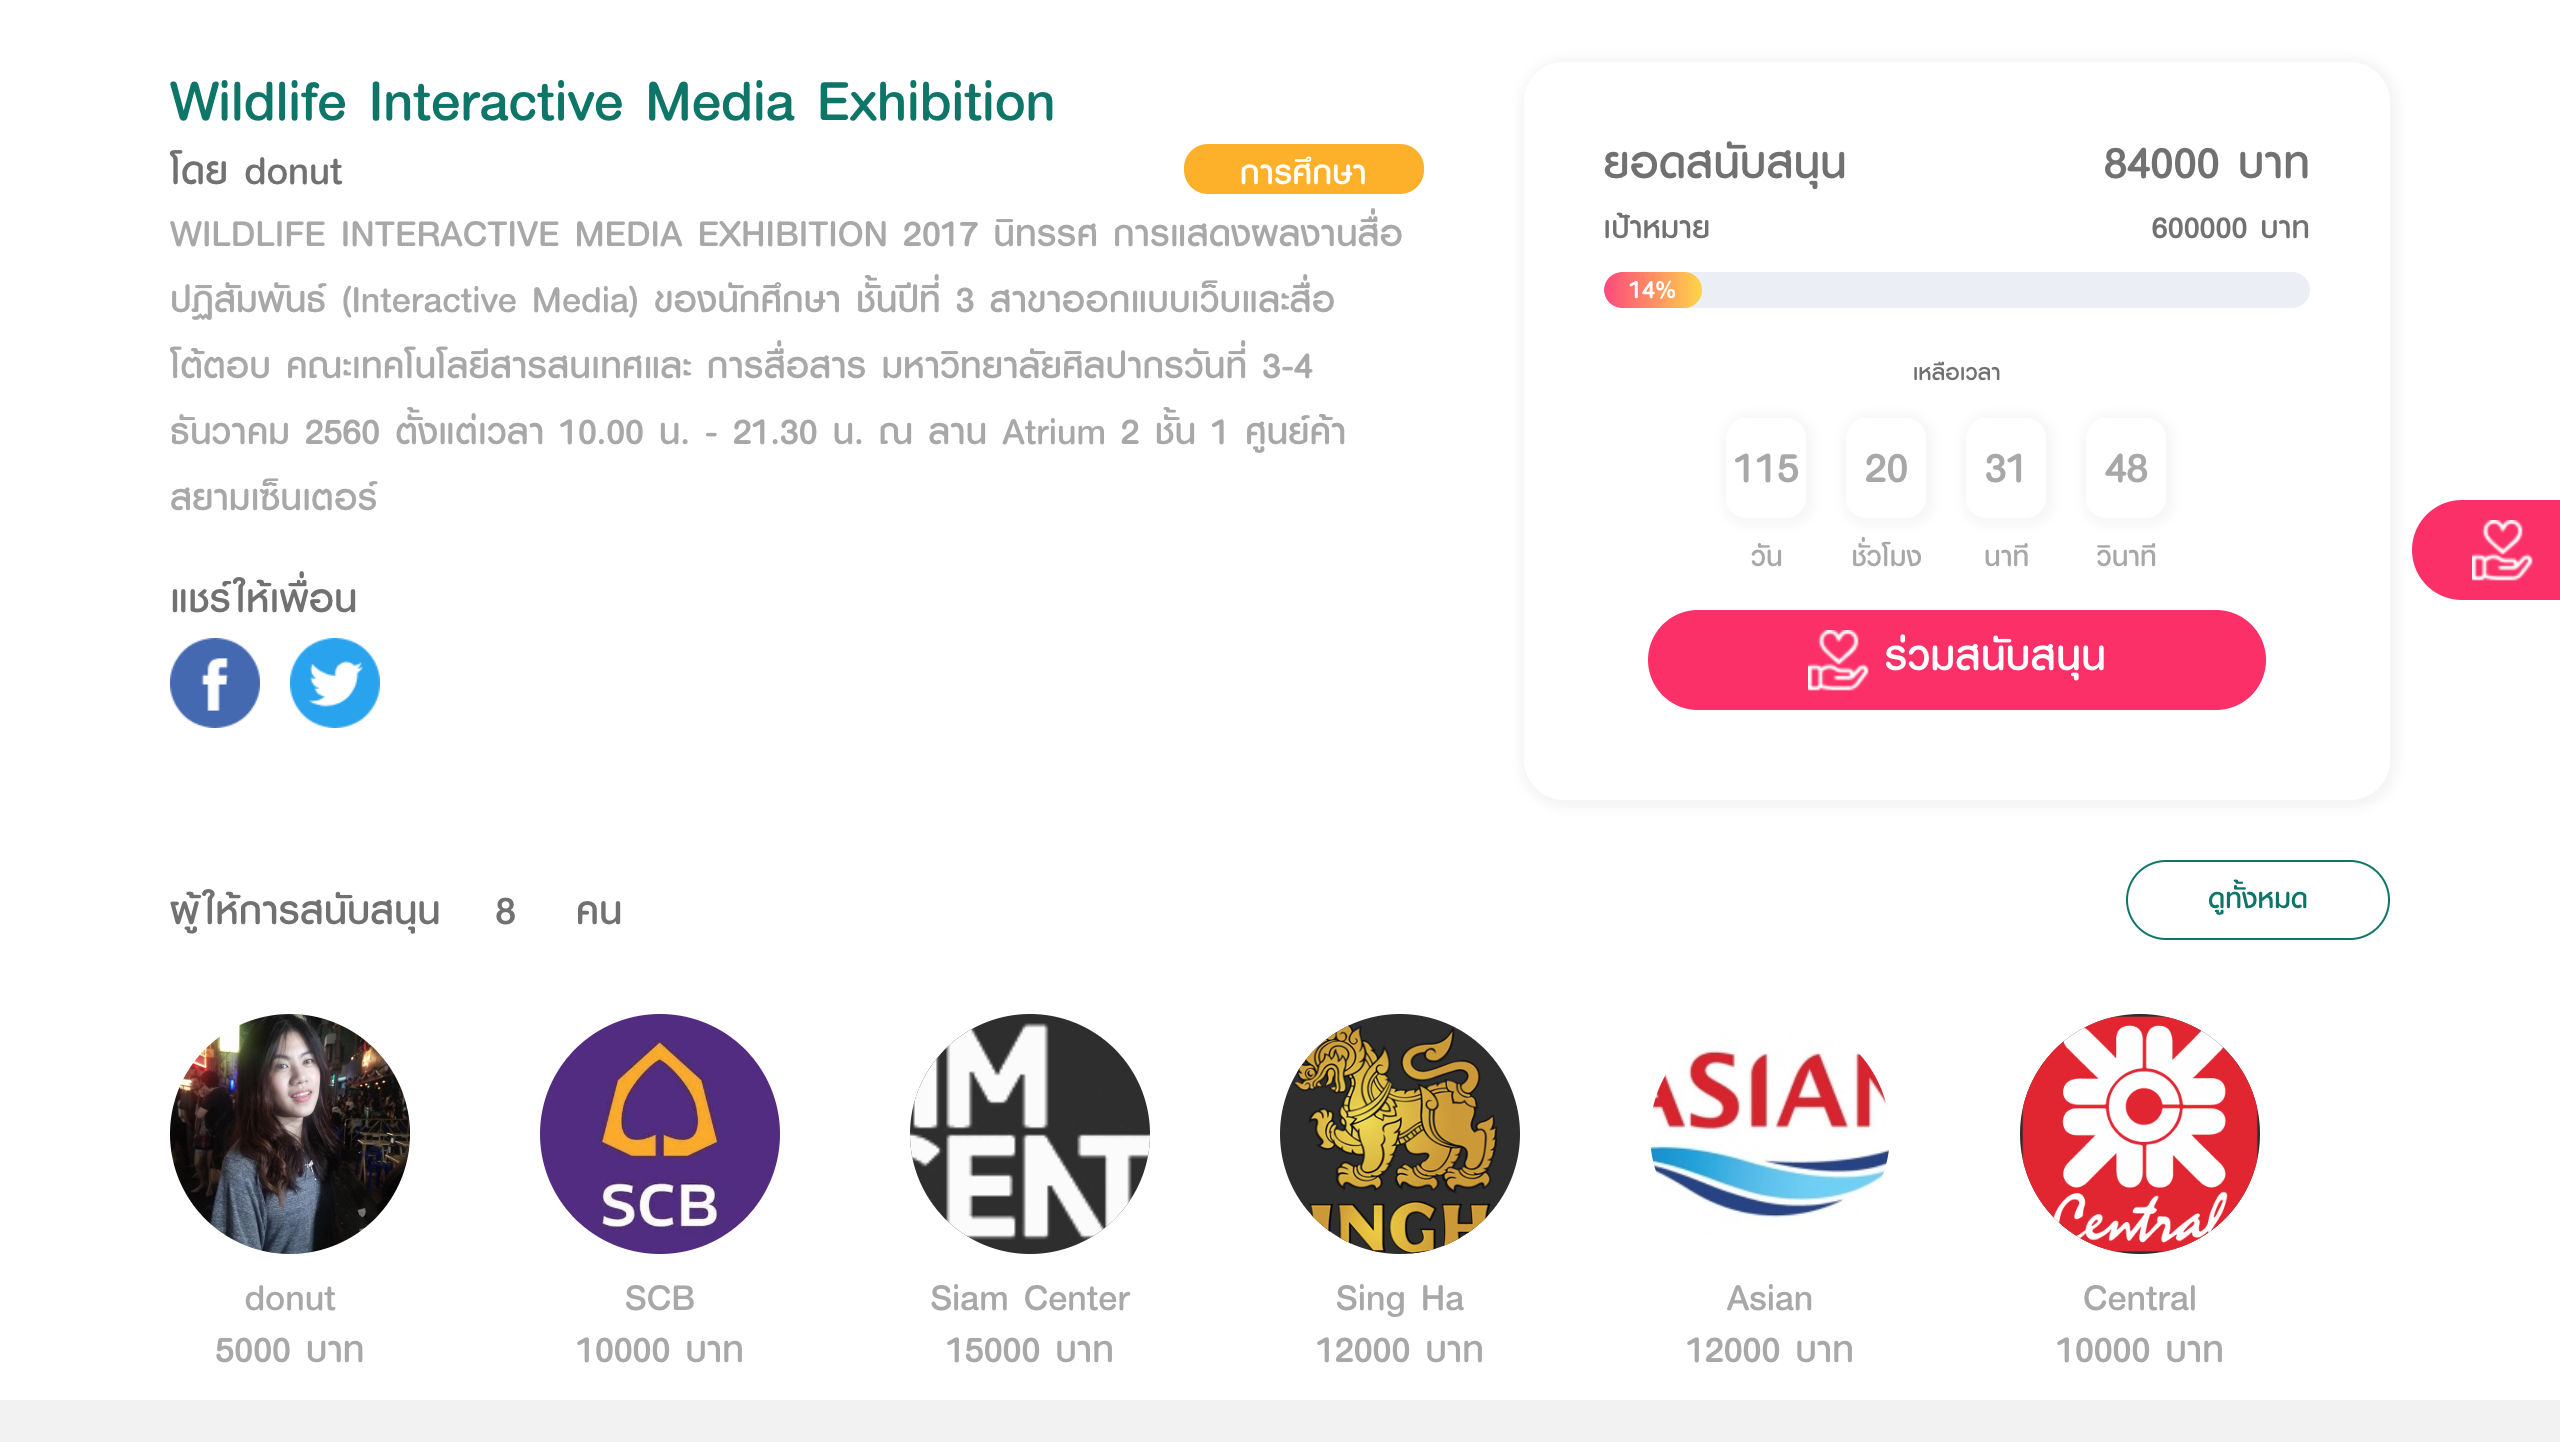 Wildlife Interactive Media Exhibition
โดย donut
การศึกษา
WILDLIFE INTERACTIVE MEDIA EXHIBITION 2017 นิทรรศ การแสดงผลงานสื่อ
ปฏิสัมพันธ์ (Interactive Media) ของนักศึกษา ชั้นปีที่ 3 สาขาออกแบบเว็บและสื่อ
โต้ตอบ คณะเทคโนโลยีสารสนเทศและ การสื่อสาร มหาวิทยาลัยศิลปากรวันที่ 3-4
ธันวาคม 2560 ตั้งแต่เวลา 10.00 น. - 21.30 น. ณ ลาน Atrium 2 ชั้น 1 ศูนย์ค้า
สยามเซ็นเตอร์
แชร์ให้เพื่อน
ยอดสนับสนุน 84000 บาท
เป้าหมาย 600000 บาท
14%
เหลือเวลา
115 20 31 48
วัน ชั่วโมง นาที วินาที
ร่วมสนับสนุน
ผู้ให้การสนับสนุน 8 คน
ดูทั้งหมด
SCB
IM
CENT
INGH
ASIAN
Central
donut SCB Siam Center Sing Ha Asian Central
5000 บาท 10000 บาท 15000 บาท 12000 บาท 12000 บาท 10000 บาท